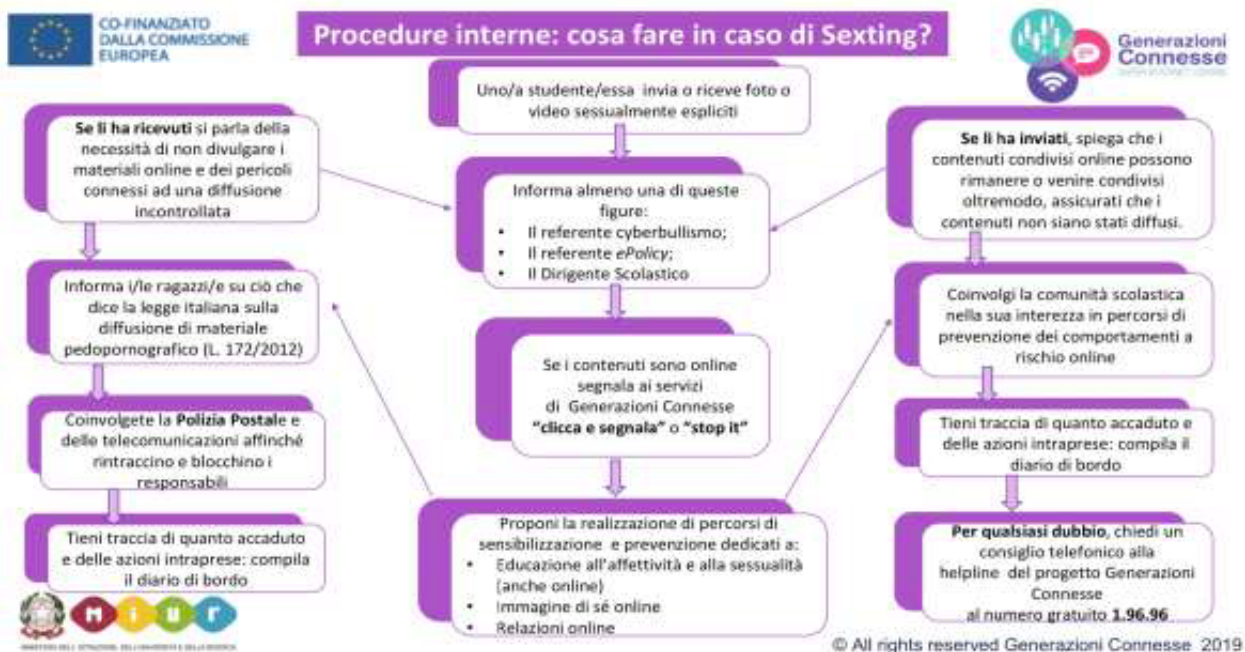 CO-FINANZIATO
DALLA COMMISSIONE
EUROPEA
Procedure interne: cosa fare in caso di Sexting?
Generazioni
Connesse
Uno/a studente/essa invia o riceve foto o
video sessualmente espliciti
Se li ha ricevuti si parla della
necessità di non divulgare i
materiali online e dei pericoli
connessi ad una diffusione
incontrollata
Informa almeno una di queste
figure:
• Il referente cyberbullismo;
• Il referente ePolicy;
• Il Dirigente Scolastico
Se li ha inviati, spiega che i
contenuti condivisi online possono
rimanere o venire condivisi
oltremodo, assicurati che i
contenuti non siano stati diffusi.
Informa i/le ragazzi/e su ciò che
dice la legge italiana sulla
diffusione di materiale
pedopornografico (L. 172/2012)
Se i contenuti sono online
segnala ai servizi
di Generazioni Connesse
“clicca e segnala” o “stop it”
Coinvolgi la comunità scolastica
nella sua interezza in percorsi di
prevenzione dei comportamenti a
rischio online
Coinvolgete la Polizia Postale e
delle telecomunicazioni affinché
rintraccino e blocchino i
responsabili
Tieni traccia di quanto accaduto e
delle azioni intraprese: compila il
diario di bordo
Tieni traccia di quanto accaduto
e delle azioni intraprese: compila
il diario di bordo
Proponi la realizzazione di percorsi di
sensibilizzazione e prevenzione dedicati a:
• Educazione all’affettività e alla sessualità
(anche online)
• Immagine di sé online
• Relazioni online
Per qualsiasi dubbio, chiedi un
consiglio telefonico alla
helpline del progetto Generazioni
Connesse
al numero gratuito 1.96.96
m i u r
© All rights reserved Generazioni Connesse 2019